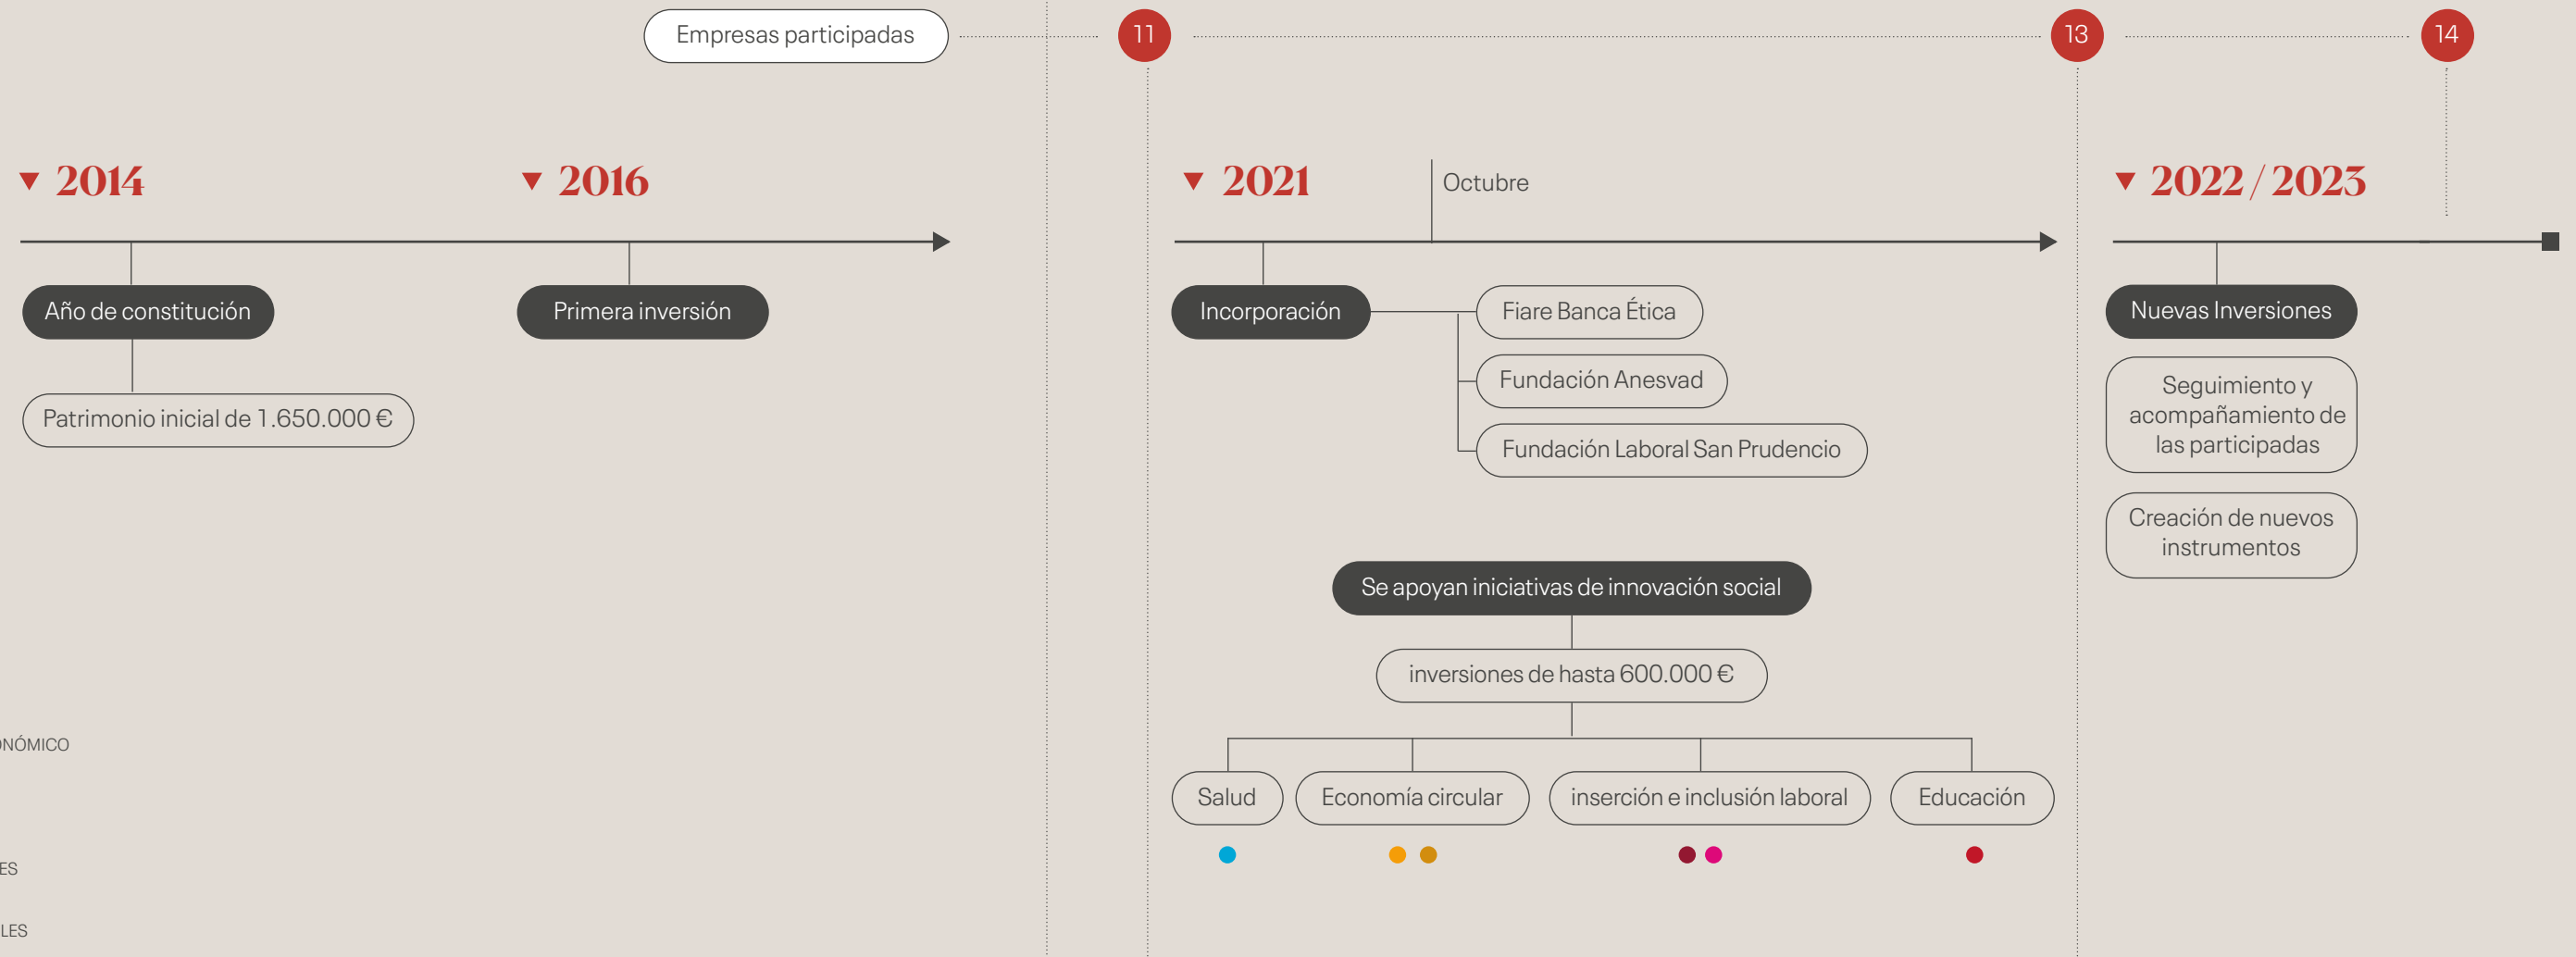 Empresas participadas
11
13
14
2014
2016
2021
Octubre
2022 / 2023
Año de constitución
Primera inversión
Incorporación
Fiare Banca Ética
Nuevas Inversiones
Fundación Anesvad
Seguimiento y
acompañamiento de
las participadas
Patrimonio inicial de 1.650.000 €
Fundación Laboral San Prudencio
Creación de nuevos
instrumentos
Se apoyan iniciativas de innovación social
inversiones de hasta 600.000 €
Salud
Economía circular
inserción e inclusión laboral
Educación